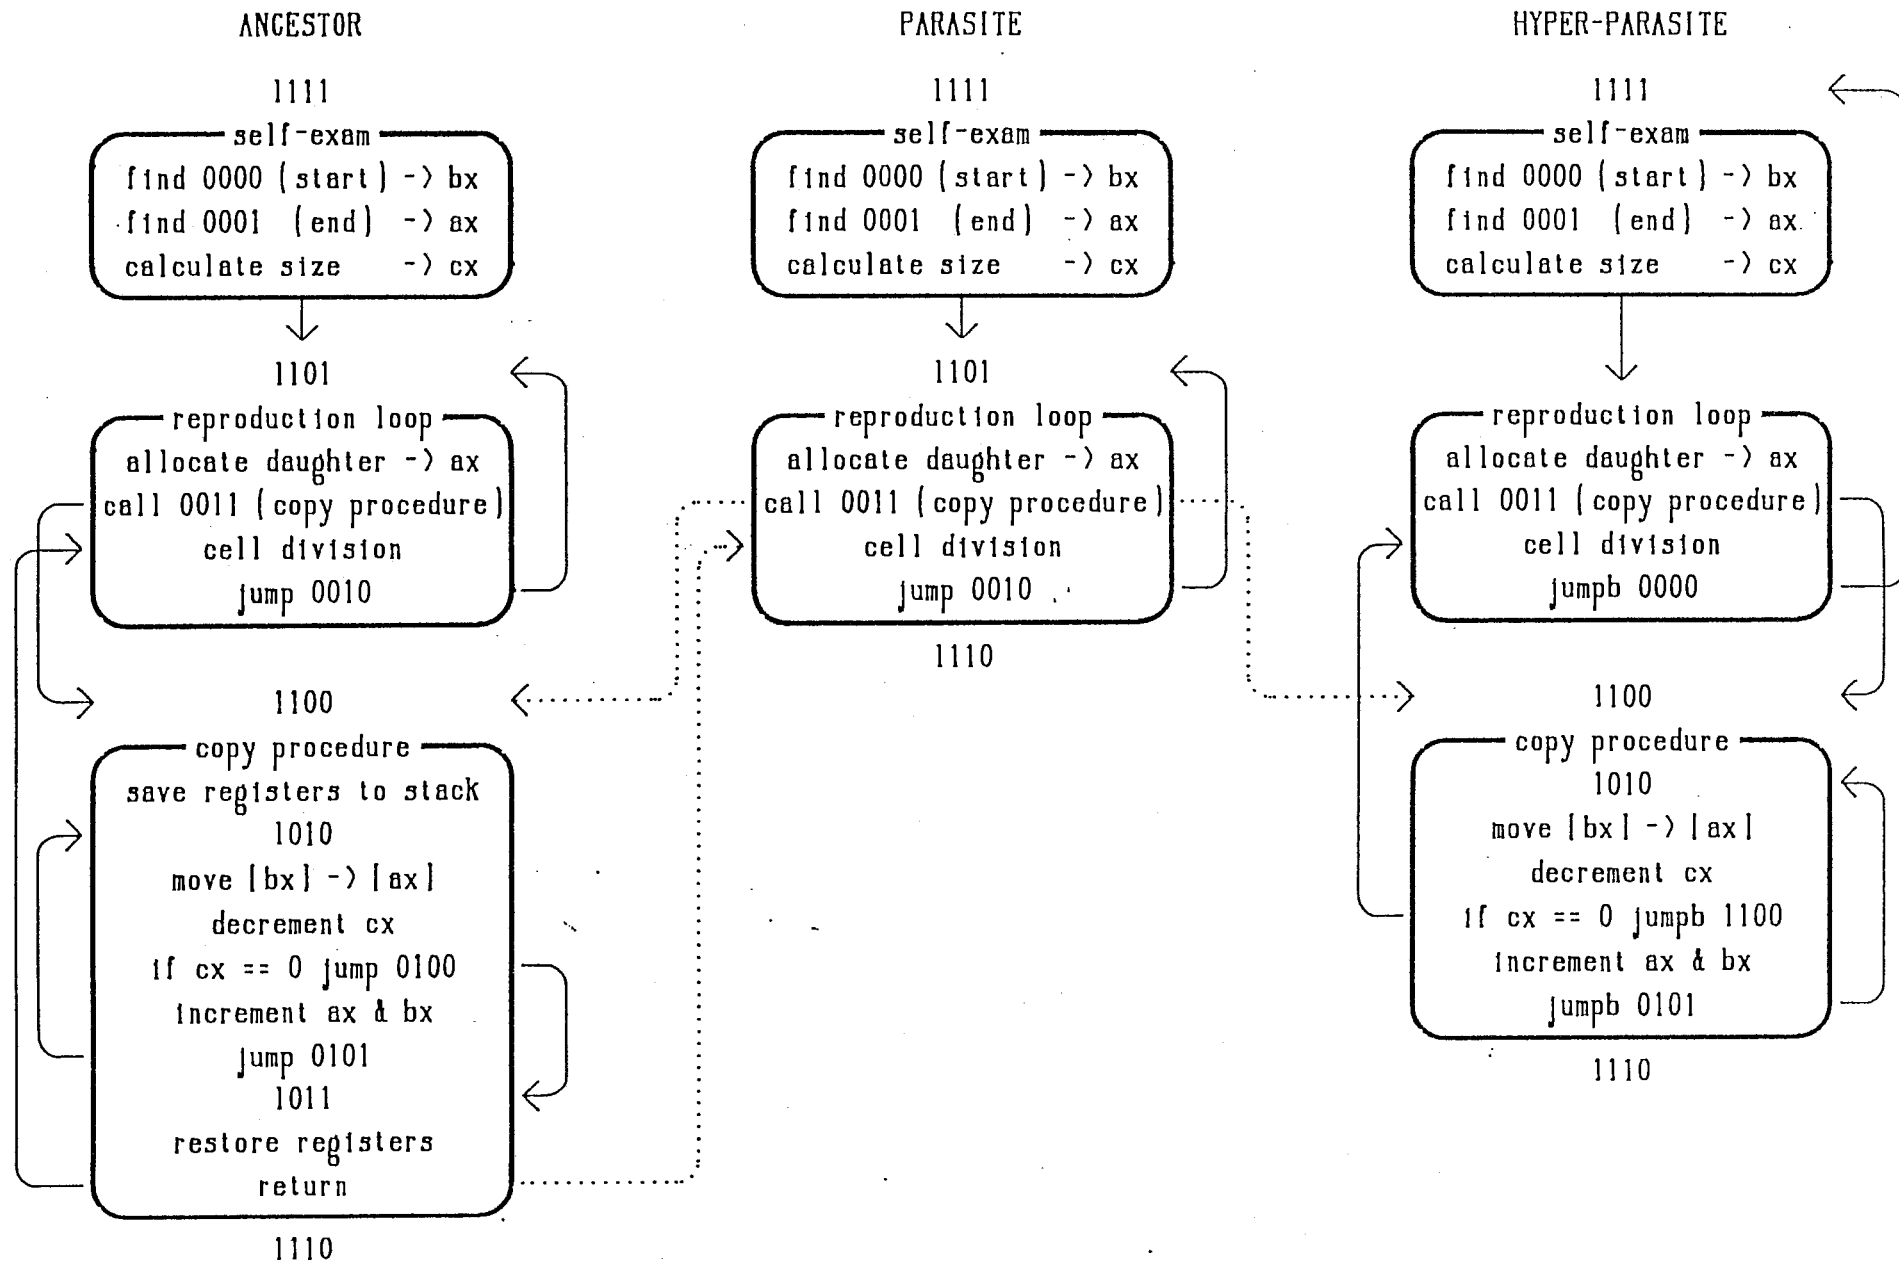 ANCESTOR
1111
self-exam
find 0000 (start) -> bx
find 0001 (end) -> ax
calculate size -> cx
1101
reproduction loop
allocate daughter -> ax
call 0011 (copy procedure)
cell division
jump 0010
1100
copy procedure
save registers to stack
1010
move [bx] -> [ax]
decrement cx
if cx == 0 jump 0100
increment ax & bx
jump 0101
1011
restore registers
return
1110
PARASITE
1111
self-exam
find 0000 (start) -> bx
find 0001 (end) -> ax
calculate size -> cx
1101
reproduction loop
allocate daughter -> ax
call 0011 (copy procedure)
cell division
jump 0010
1110
HYPER-PARASITE
1111
self-exam
find 0000 (start) -> bx
find 0001 (end) -> ax
calculate size -> cx
reproduction loop
allocate daughter -> ax
call 0011 (copy procedure)
cell division
jumpb 0000
1100
copy procedure
1010
move [bx] -> [ax]
decrement cx
if cx == 0 jumpb 1100
increment ax & bx
jumpb 0101
1110